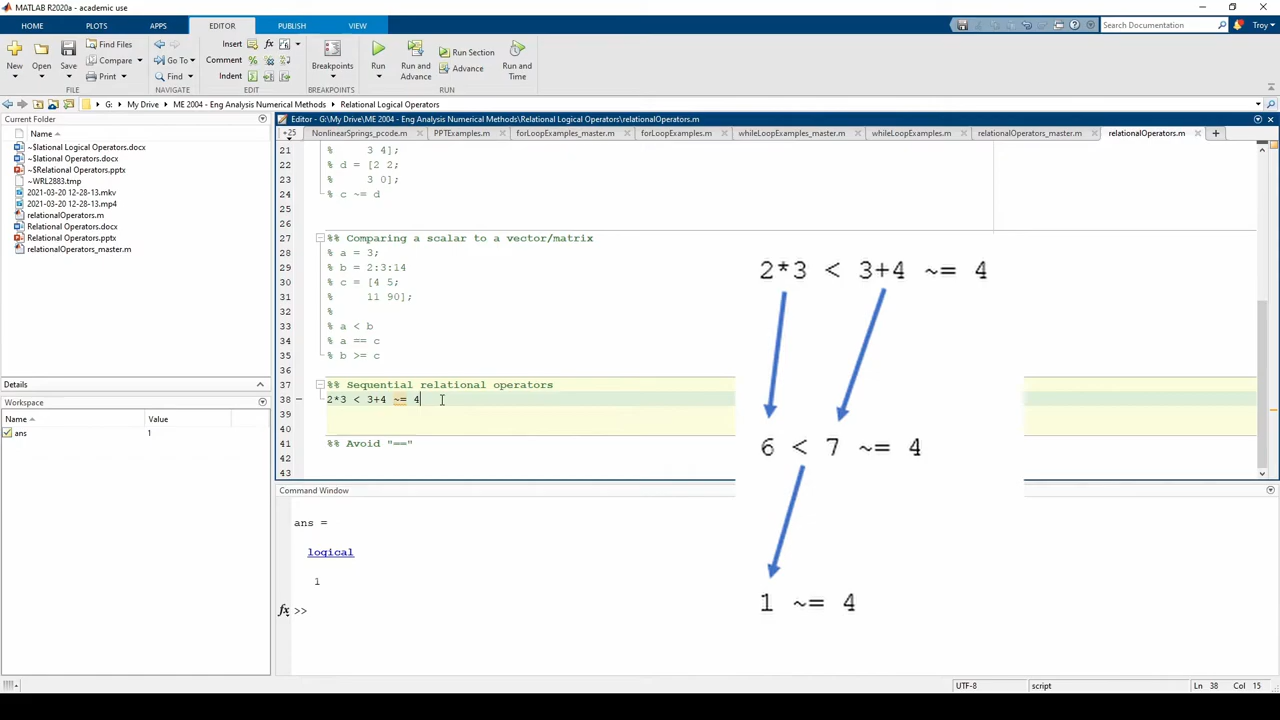 MATLAB R2020a - academic use
HOME PLOTS APPS EDITOR PUBLISH VIEW
Search Documentation
Troy
New Open Save
Find Files
Compare
Print
FILE
Go To
Find
NAVIGATE
Insert fx
Comment %
Indent
EDIT
Breakpoints
BREAKPOINTS
Run
Run and Advance
Run Section
Advance
Run and Time
RUN
G: My Drive ME 2004 - Eng Analysis Numerical Methods Relational Logical Operators
Current Folder
Name
~$lational Logical Operators.docx
~$lational Operators.docx
~$Relational Operators.pptx
~WRL2883.tmp
2021-03-20 12-28-13.mkv
2021-03-20 12-28-13.mp4
relationalOperators.m
Relational Operators.docx
Relational Operators.pptx
relationalOperators_master.m
Details
Workspace
Name Value
ans 1
Editor - G:\My Drive\ME 2004 - Eng Analysis Numerical Methods\Relational Logical Operators\relationalOperators.m
+25 NonlinearSprings_pcode.m PPTExamples.m forLoopExamples_master.m forLoopExamples.m whileLoopExamples_master.m whileLoopExamples.m relationalOperators_master.m relationalOperators.m
21 % 3 4];
22 % d = [2 2;
23 % 3 0];
24 % c ~= d
25
26
27 %% Comparing a scalar to a vector/matrix
28 % a = 3;
29 % b = 2:3:14
30 % c = [4 5;
31 % 11 90];
32 %
33 % a < b
34 % a == c
35 % b >= c
36
37 %% Sequential relational operators
38 2*3 < 3+4 ~= 4
39
40
41 %% Avoid "=="
42
43
2*3 < 3+4 ~= 4
6 < 7 ~= 4
1 ~= 4
Command Window
ans =
logical
1
fx >>
UTF-8 script Ln 38 Col 15